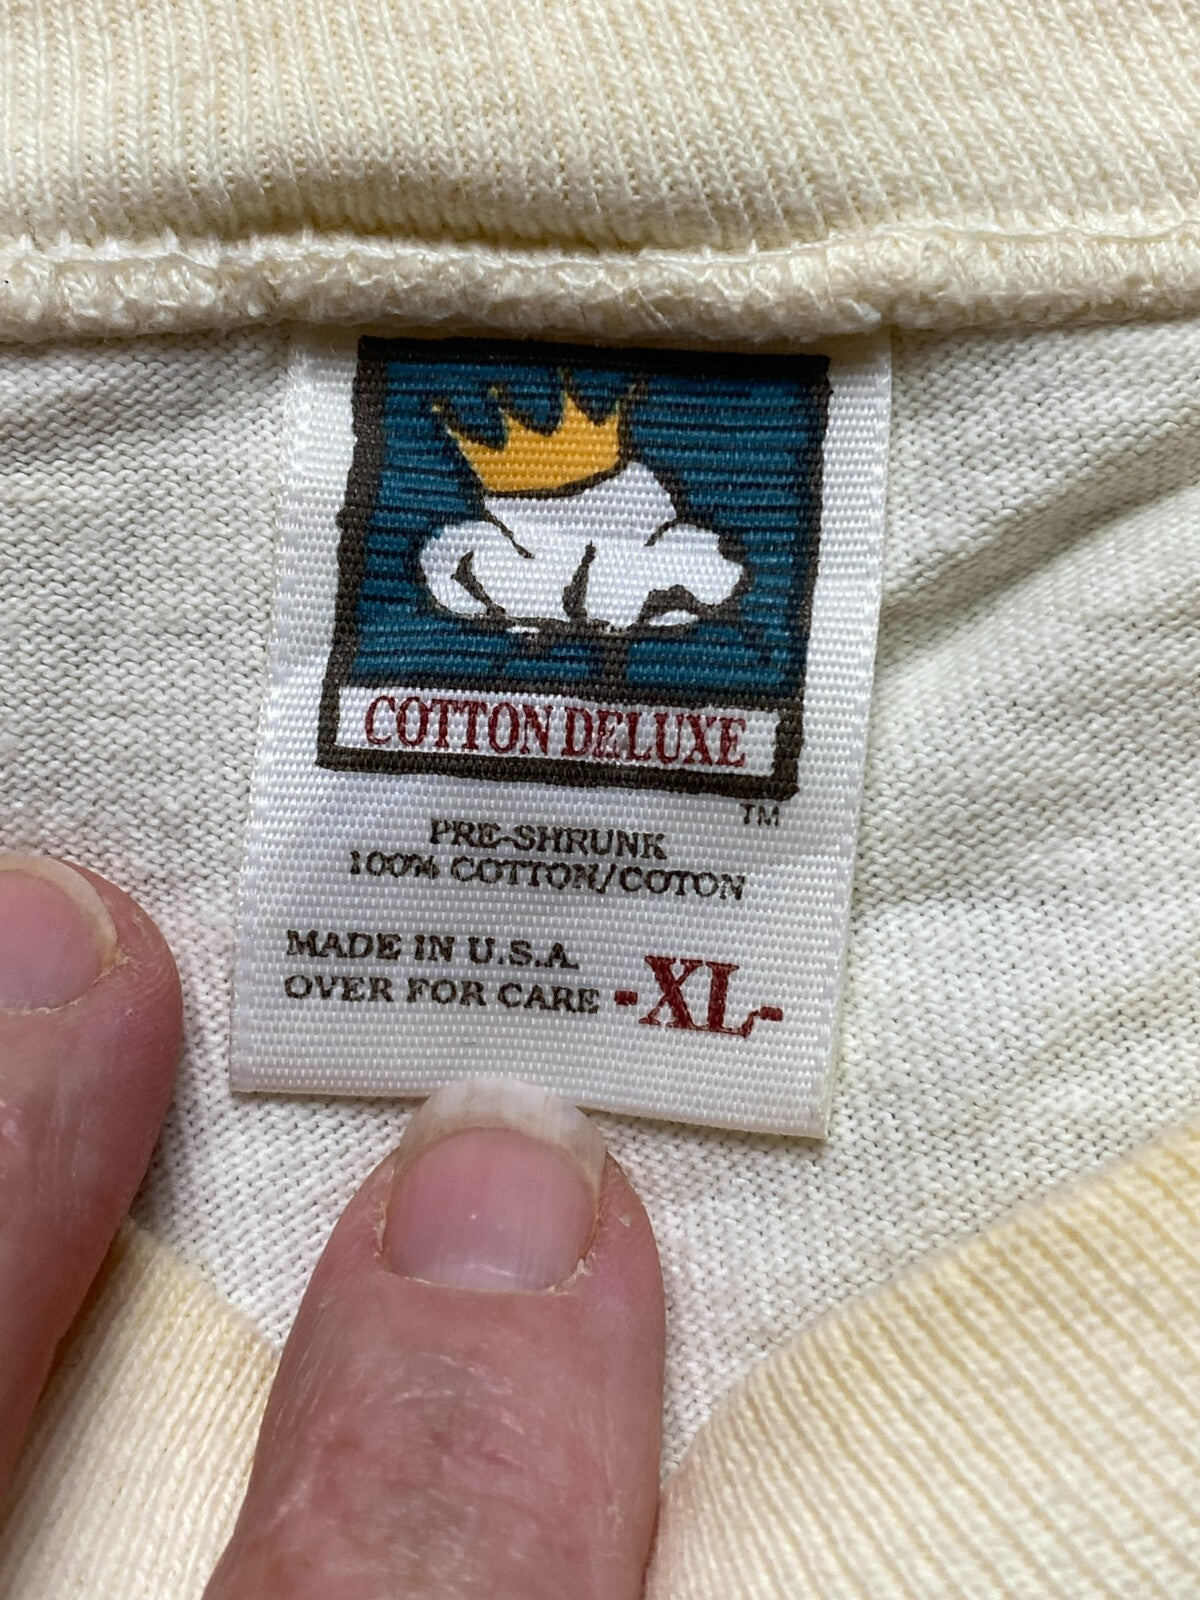 COTTON DELUXE
TM
PRE-SHRUNK
100% COTTON/COTON
MADE IN U.S.A.
OVER FOR CARE
-XL-